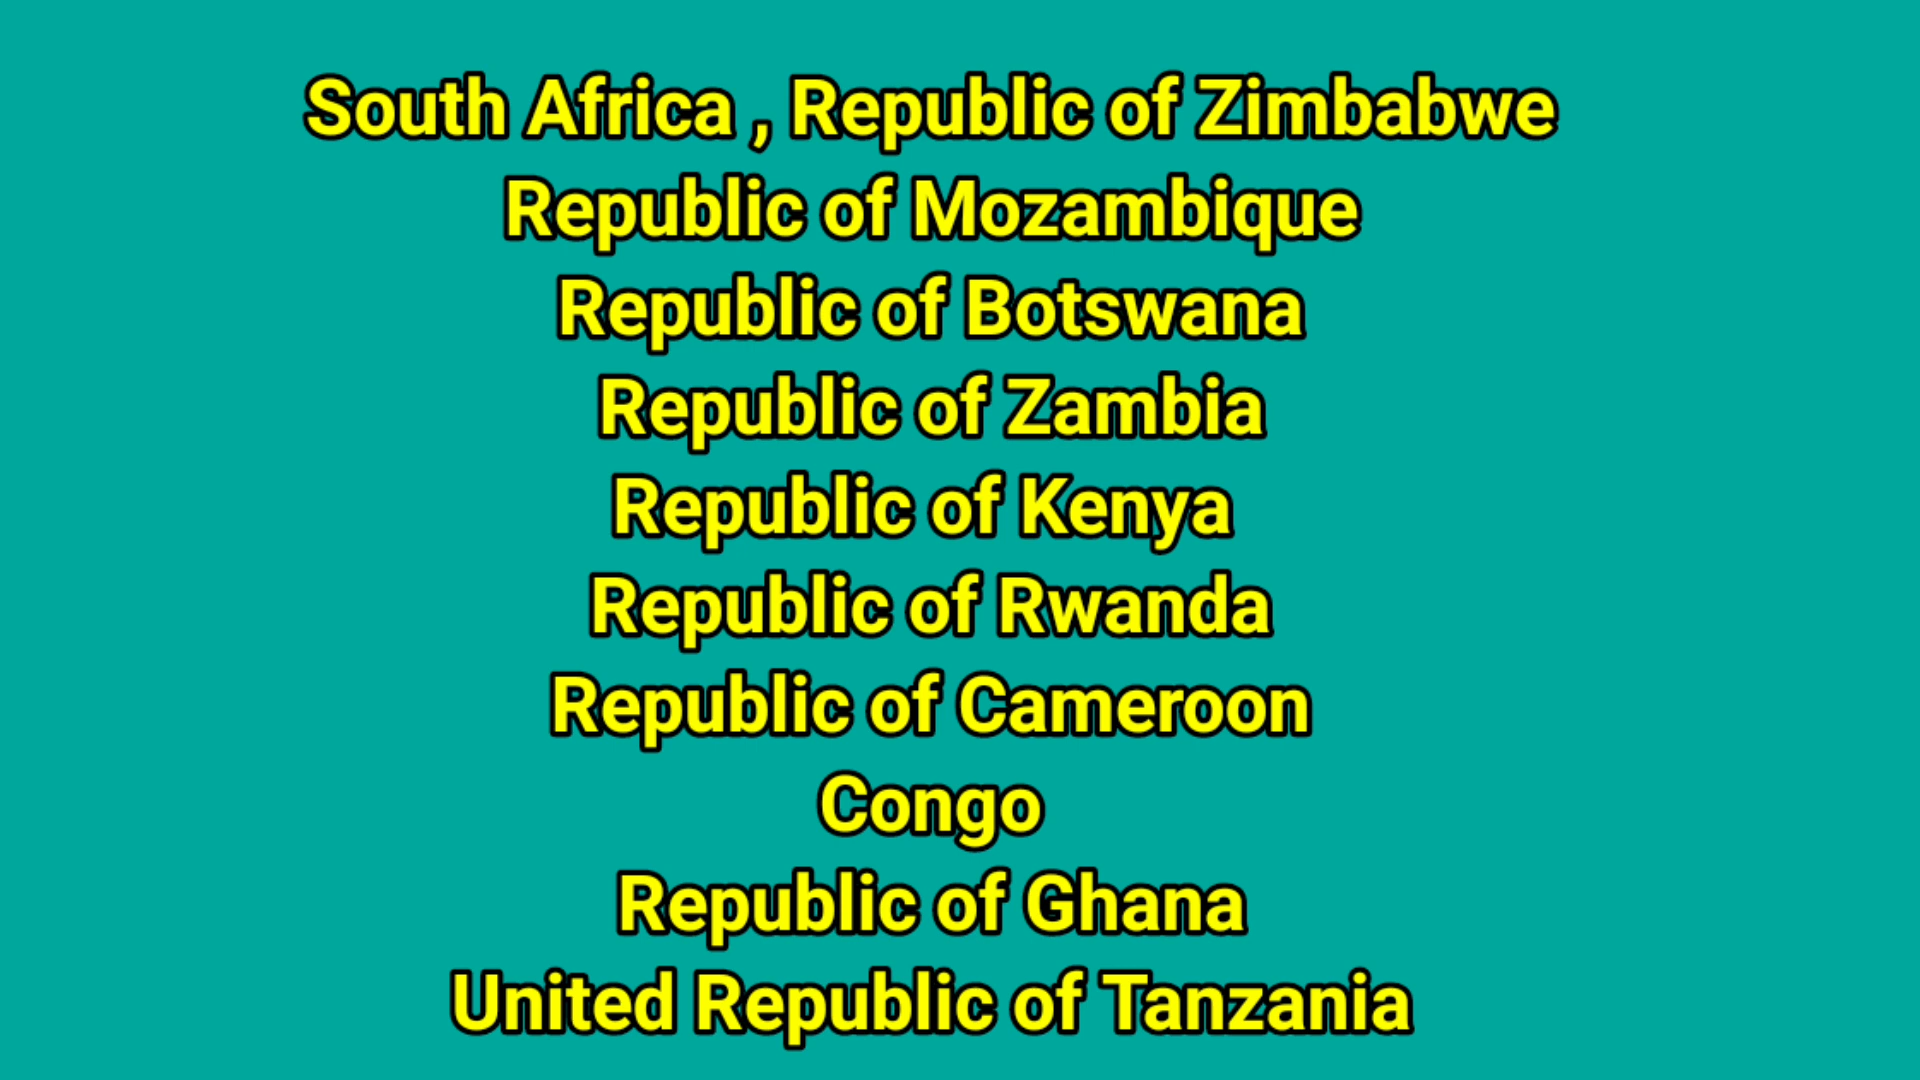 South Africa , Republic of Zimbabwe
Republic of Mozambique
Republic of Botswana
Republic of Zambia
Republic of Kenya
Republic of Rwanda
Republic of Cameroon
Congo
Republic of Ghana
United Republic of Tanzania